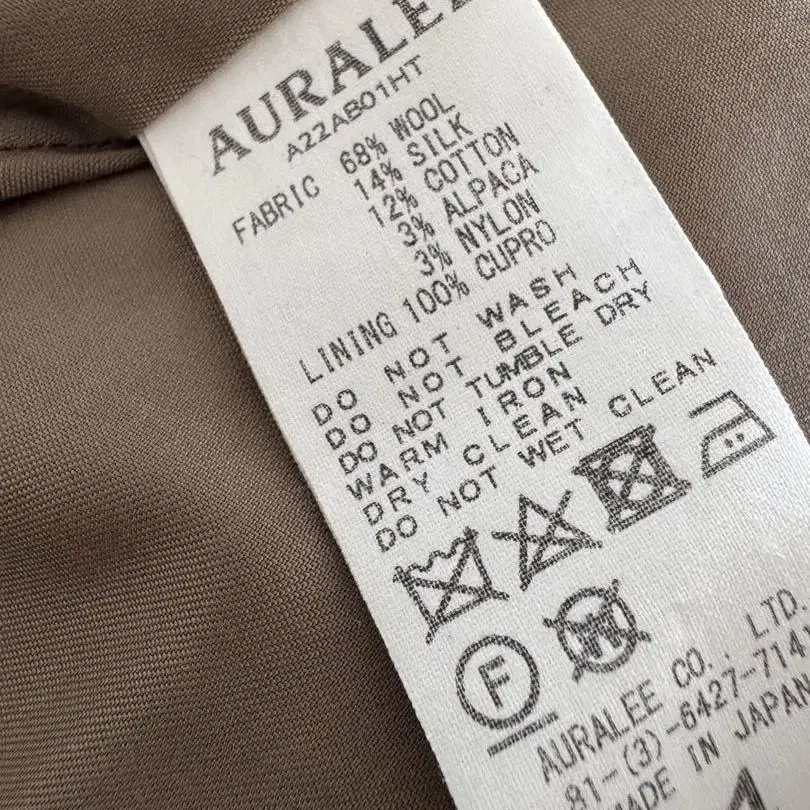 AURALEE
A22AB01HT
FABRIC 68% WOOL
14% SILK
12% COTTON
3% ALPACA
3% NYLON
LINING 100% CUPRO
DO NOT WASH
DO NOT BLEACH
DO NOT TUMBLE DRY
WARM IRON
DRY CLEAN
DO NOT WET CLEAN
W
F
AURALEE CO., LTD.
81-(3)-6427-714
MADE IN JAPAN